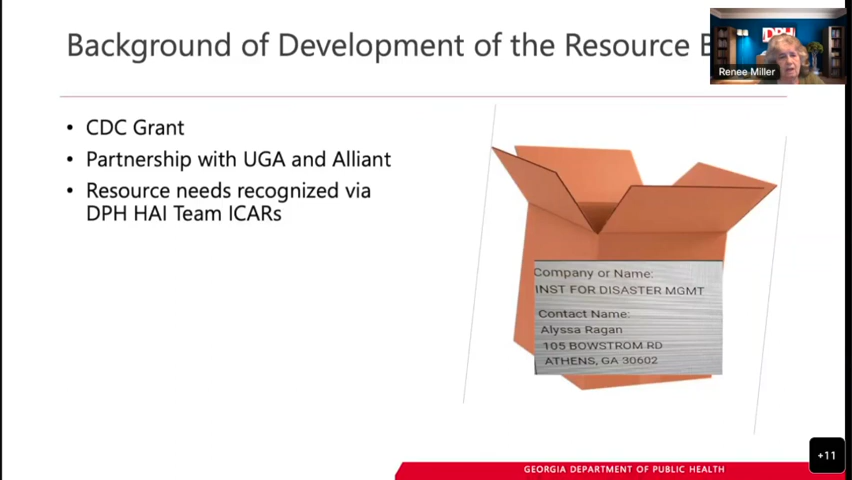 Background of Development of the Resource
DPH
Renee Miller
• CDC Grant
• Partnership with UGA and Alliant
• Resource needs recognized via
DPH HAI Team ICARs
Company or Name:
INST FOR DISASTER MGMT
Contact Name:
Alyssa Ragan
105 BOWSTROM RD
ATHENS, GA 30602
+11
GEORGIA DEPARTMENT OF PUBLIC HEALTH